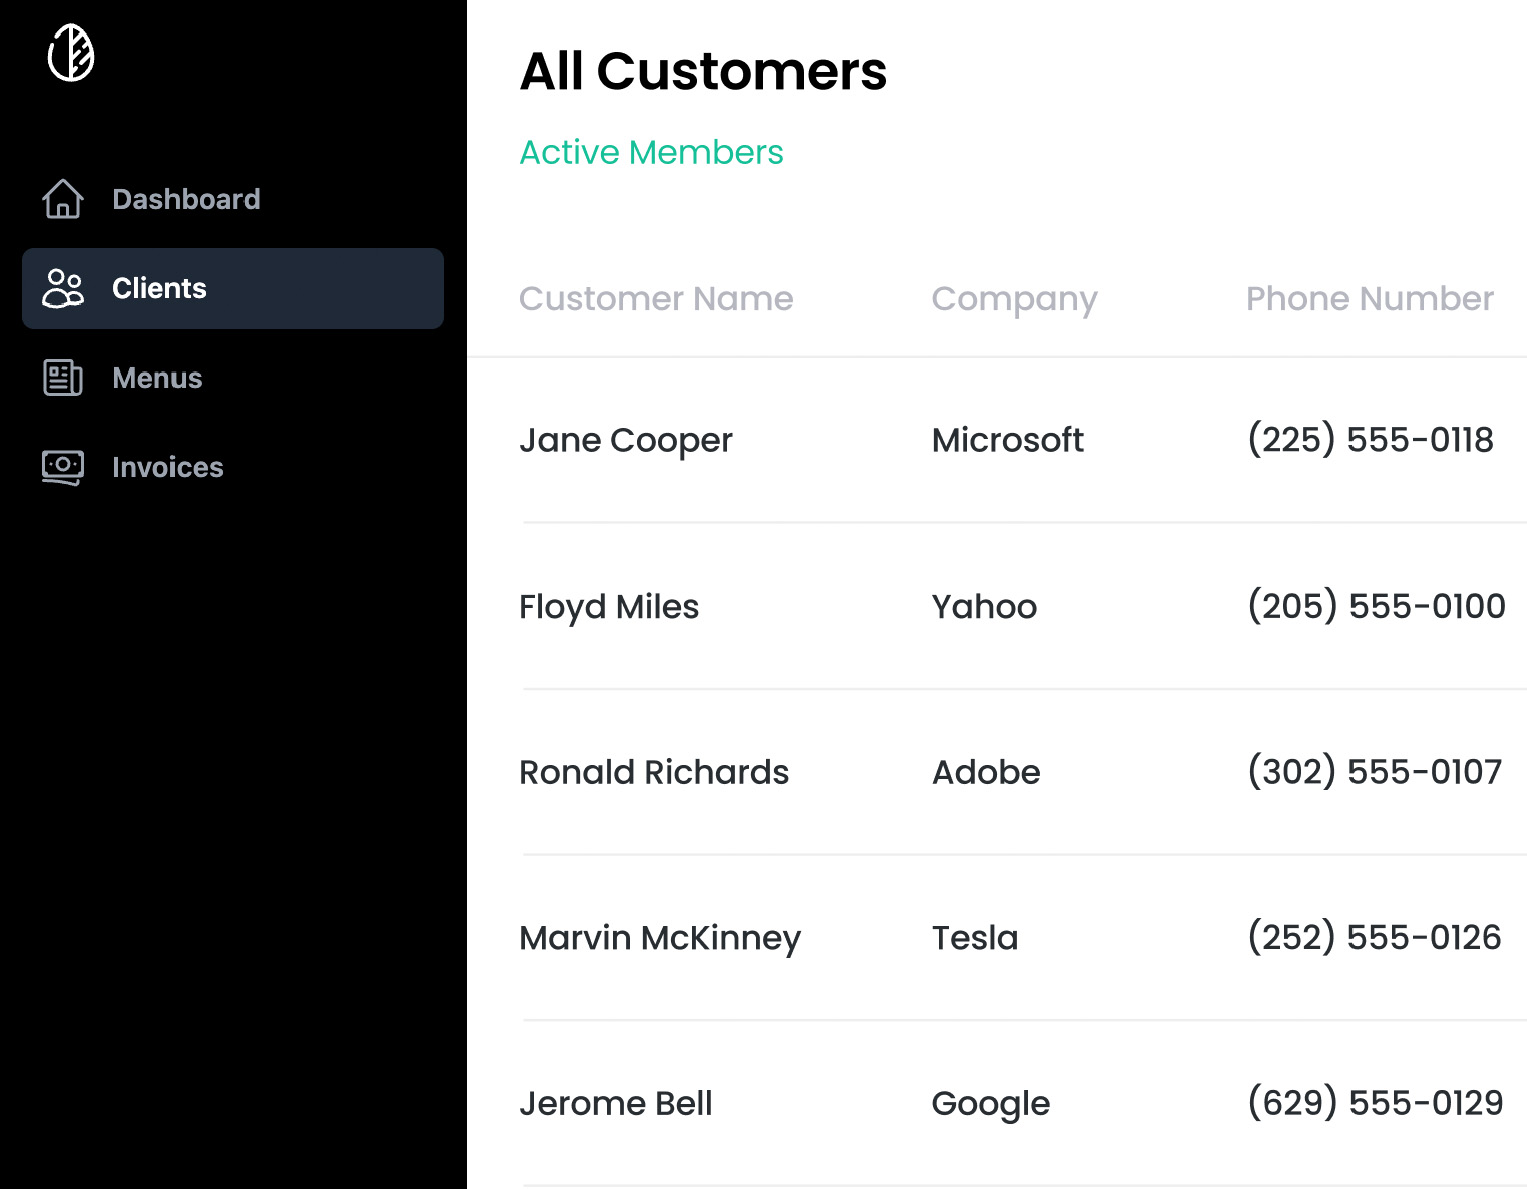 Dashboard
Clients
Menus
Invoices
All Customers
Active Members
Customer Name Company Phone Number
Jane Cooper Microsoft (225) 555-0118
Floyd Miles Yahoo (205) 555-0100
Ronald Richards Adobe (302) 555-0107
Marvin McKinney Tesla (252) 555-0126
Jerome Bell Google (629) 555-0129